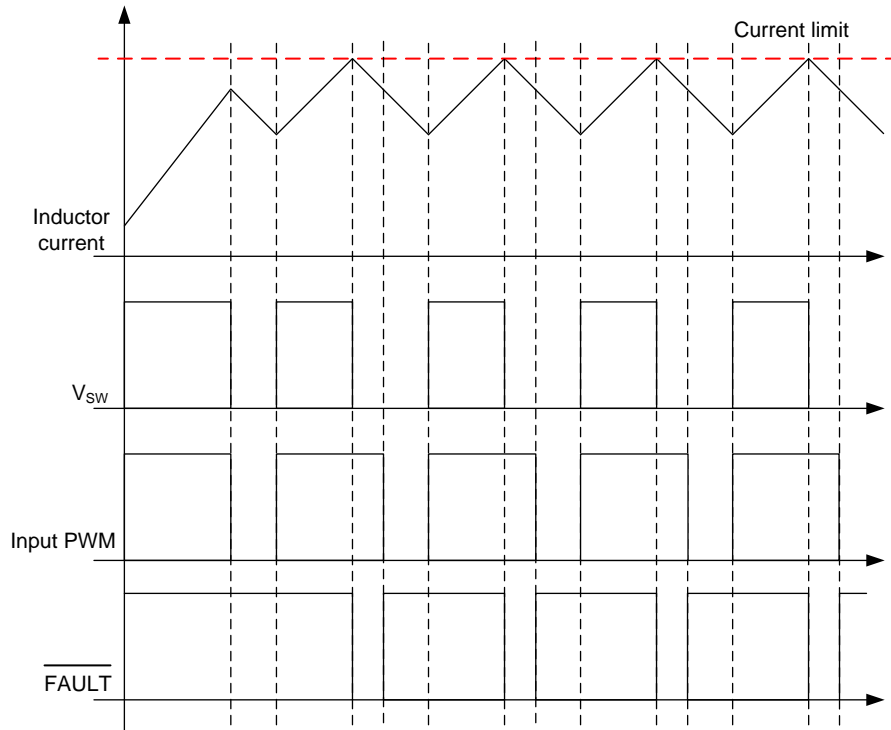 Current limit
Inductor
current
VSW
Input PWM
FAULT